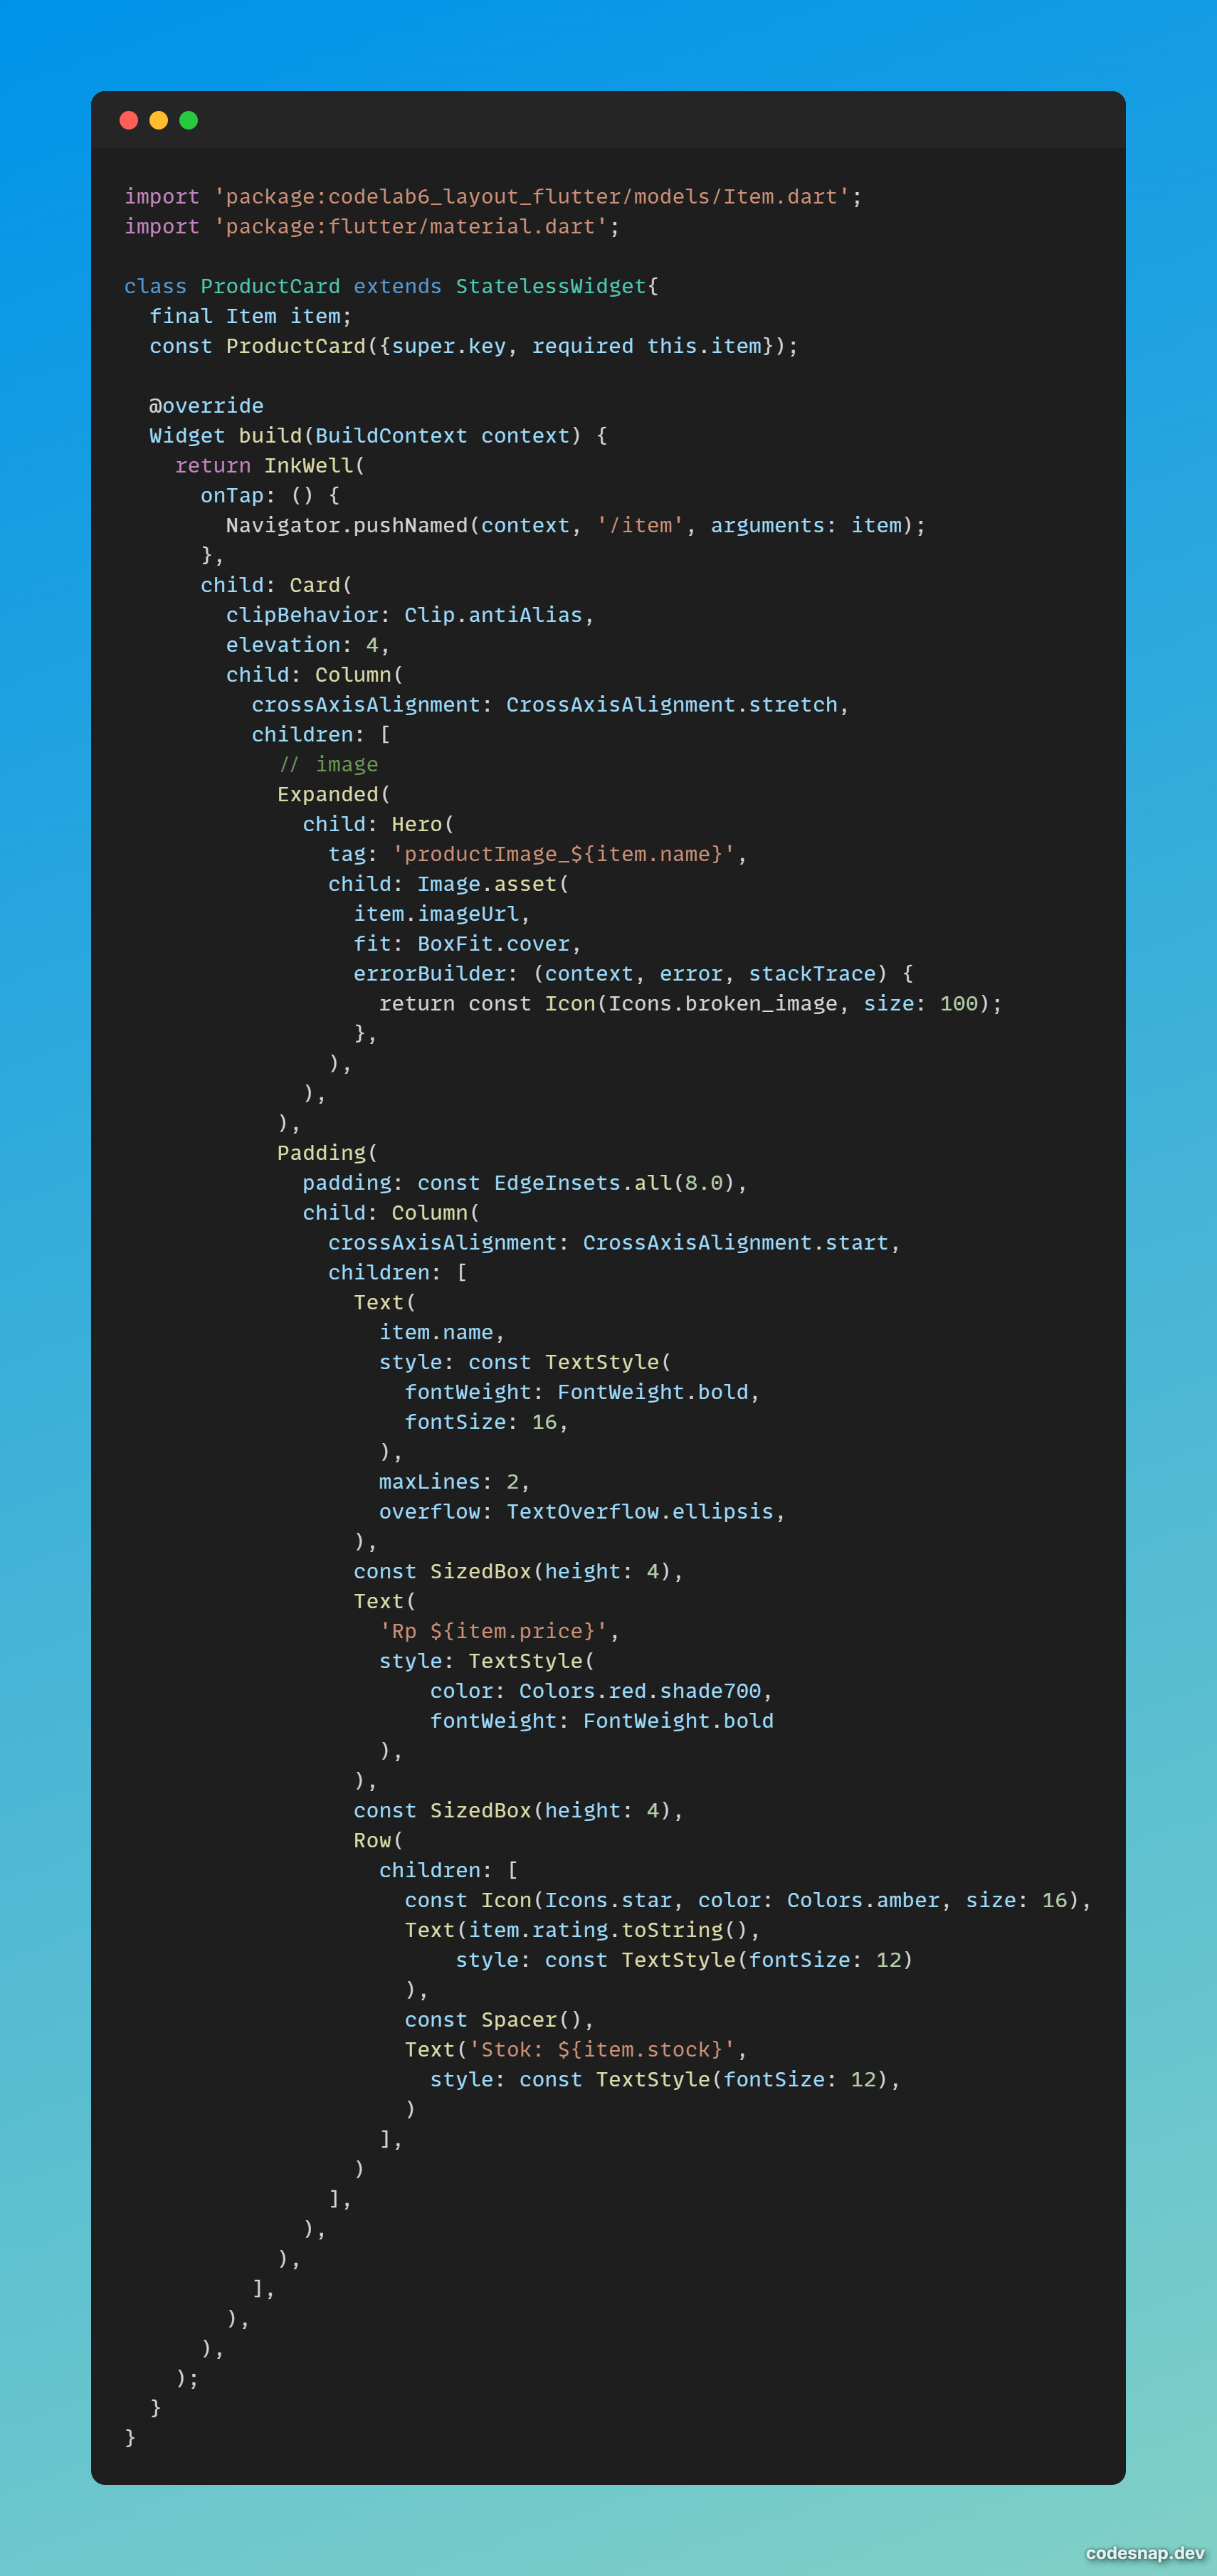 import 'package:codelab6_layout_flutter/models/Item.dart';
import 'package:flutter/material.dart';

class ProductCard extends StatelessWidget{
  final Item item;
  const ProductCard({super.key, required this.item});

  @override
  Widget build(BuildContext context) {
    return InkWell(
      onTap: () {
        Navigator.pushNamed(context, '/item', arguments: item);
      },
      child: Card(
        clipBehavior: Clip.antiAlias,
        elevation: 4,
        child: Column(
          crossAxisAlignment: CrossAxisAlignment.stretch,
          children: [
            // image
            Expanded(
              child: Hero(
                tag: 'productImage_${item.name}',
                child: Image.asset(
                  item.imageUrl,
                  fit: BoxFit.cover,
                  errorBuilder: (context, error, stackTrace) {
                    return const Icon(Icons.broken_image, size: 100);
                  },
                ),
              ),
            ),
            Padding(
              padding: const EdgeInsets.all(8.0),
              child: Column(
                crossAxisAlignment: CrossAxisAlignment.start,
                children: [
                  Text(
                    item.name,
                    style: const TextStyle(
                      fontWeight: FontWeight.bold,
                      fontSize: 16,
                    ),
                    maxLines: 2,
                    overflow: TextOverflow.ellipsis,
                  ),
                  const SizedBox(height: 4),
                  Text(
                    'Rp ${item.price}',
                    style: TextStyle(
                        color: Colors.red.shade700,
                        fontWeight: FontWeight.bold
                    ),
                  ),
                  const SizedBox(height: 4),
                  Row(
                    children: [
                      const Icon(Icons.star, color: Colors.amber, size: 16),
                      Text(item.rating.toString(),
                          style: const TextStyle(fontSize: 12)
                      ),
                      const Spacer(),
                      Text('Stok: ${item.stock}',
                        style: const TextStyle(fontSize: 12),
                      )
                    ],
                  )
                ],
              ),
            ),
          ],
        ),
      ),
    );
  }
}
codesnap.dev